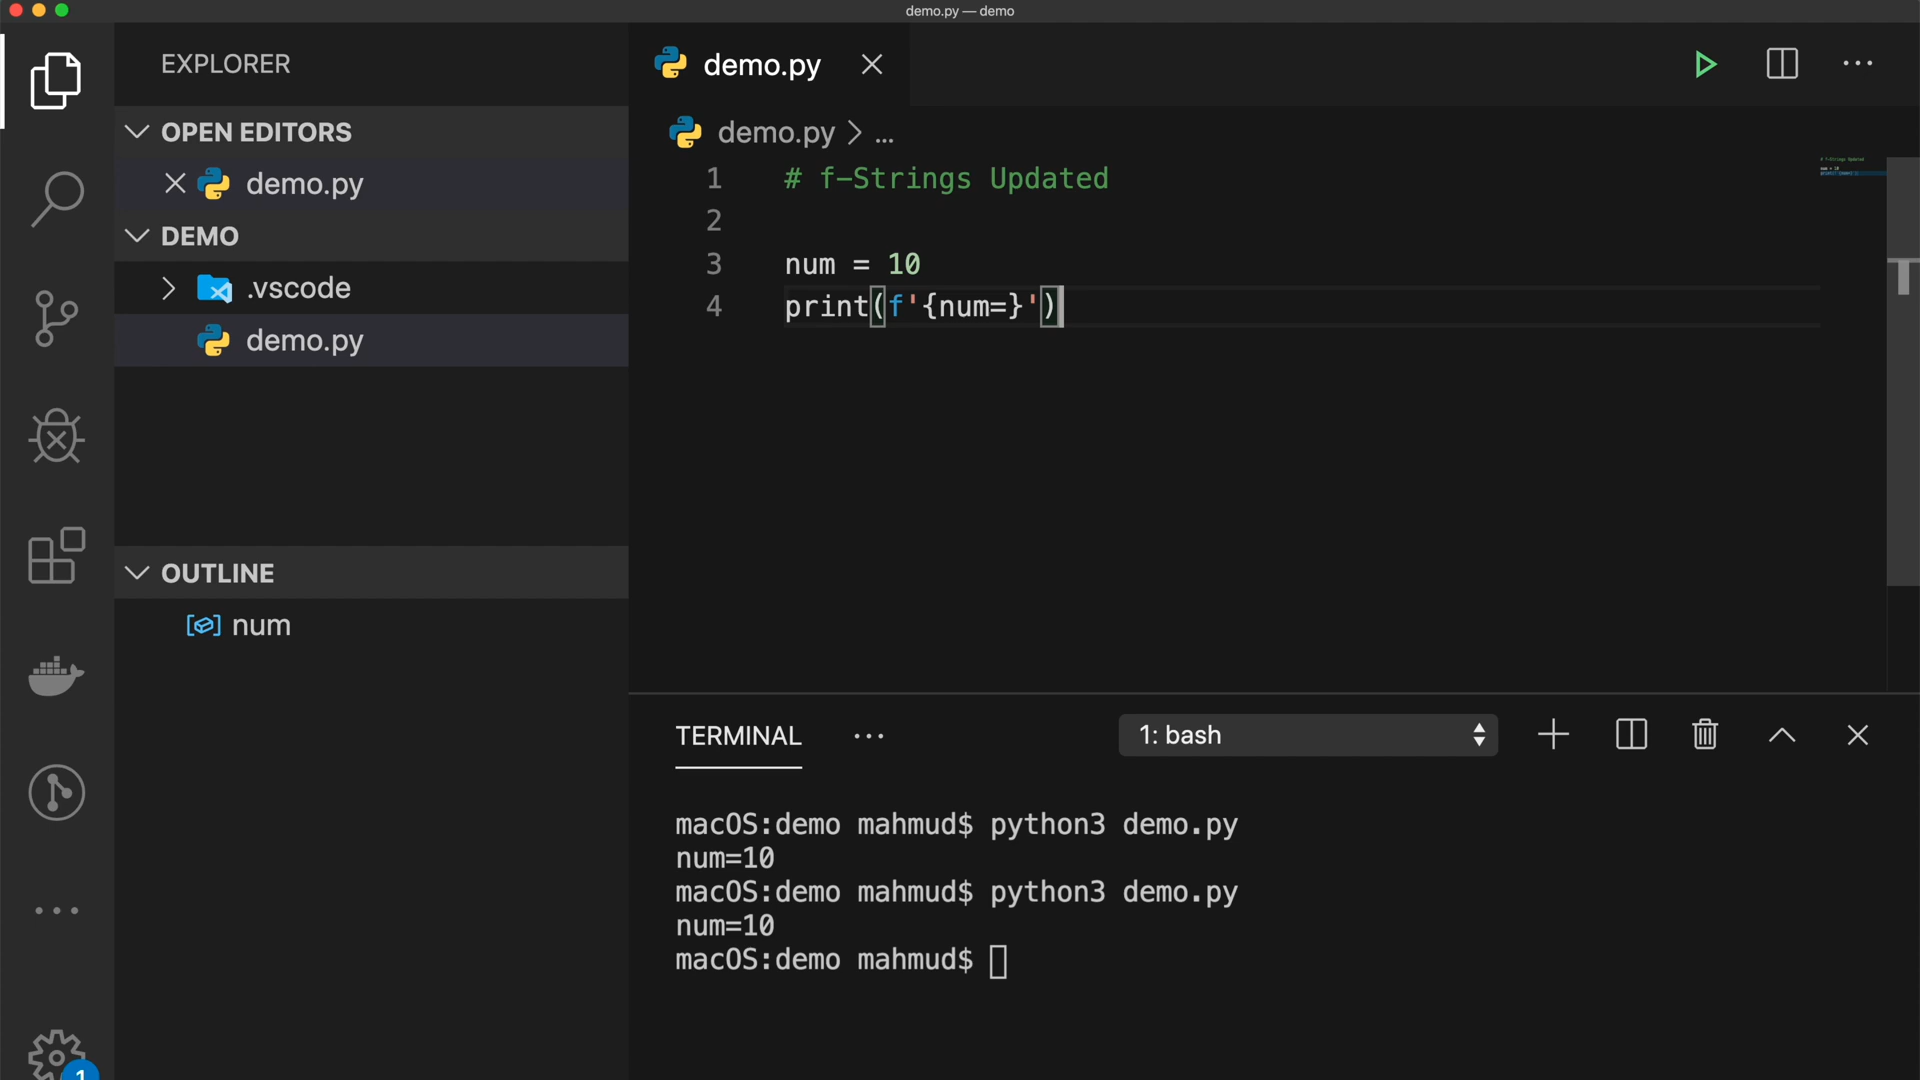 demo.py — demo
EXPLORER
OPEN EDITORS
demo.py
DEMO
.vscode
demo.py
OUTLINE
num
1
demo.py
demo.py > ...
1 # f-Strings Updated
2
3 num = 10
4 print(f'{num=}')
TERMINAL
1: bash
macOS:demo mahmud$ python3 demo.py
num=10
macOS:demo mahmud$ python3 demo.py
num=10
macOS:demo mahmud$